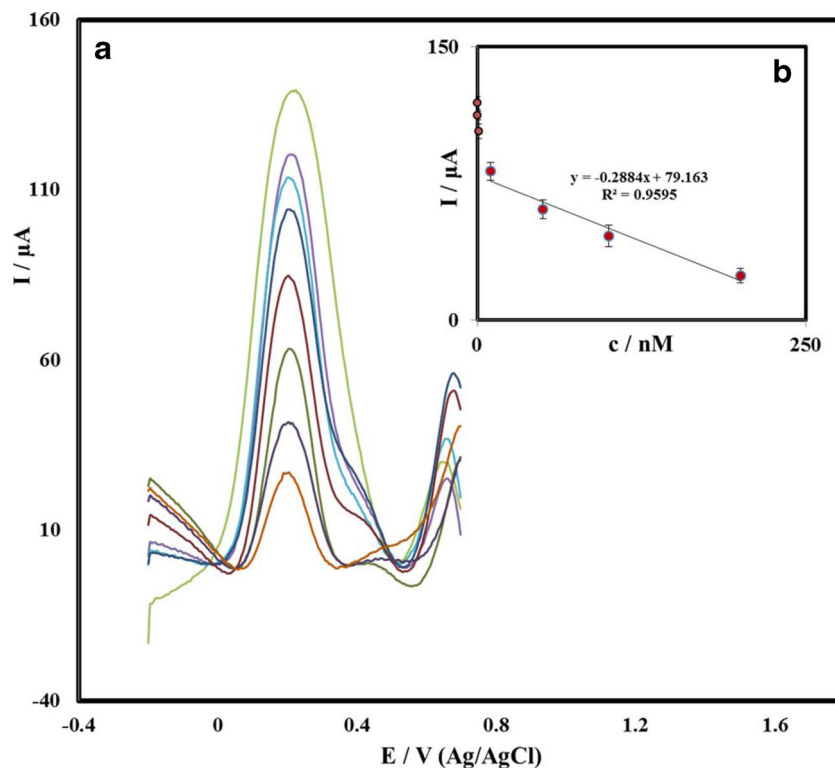 a
160
110
60
10
-40
I / µA
-0.4
0
0.4
0.8
1.2
1.6
E / V (Ag/AgCl)
b
150
0
I / µA
y = -0.2884x + 79.163
R² = 0.9595
0
250
c / nM